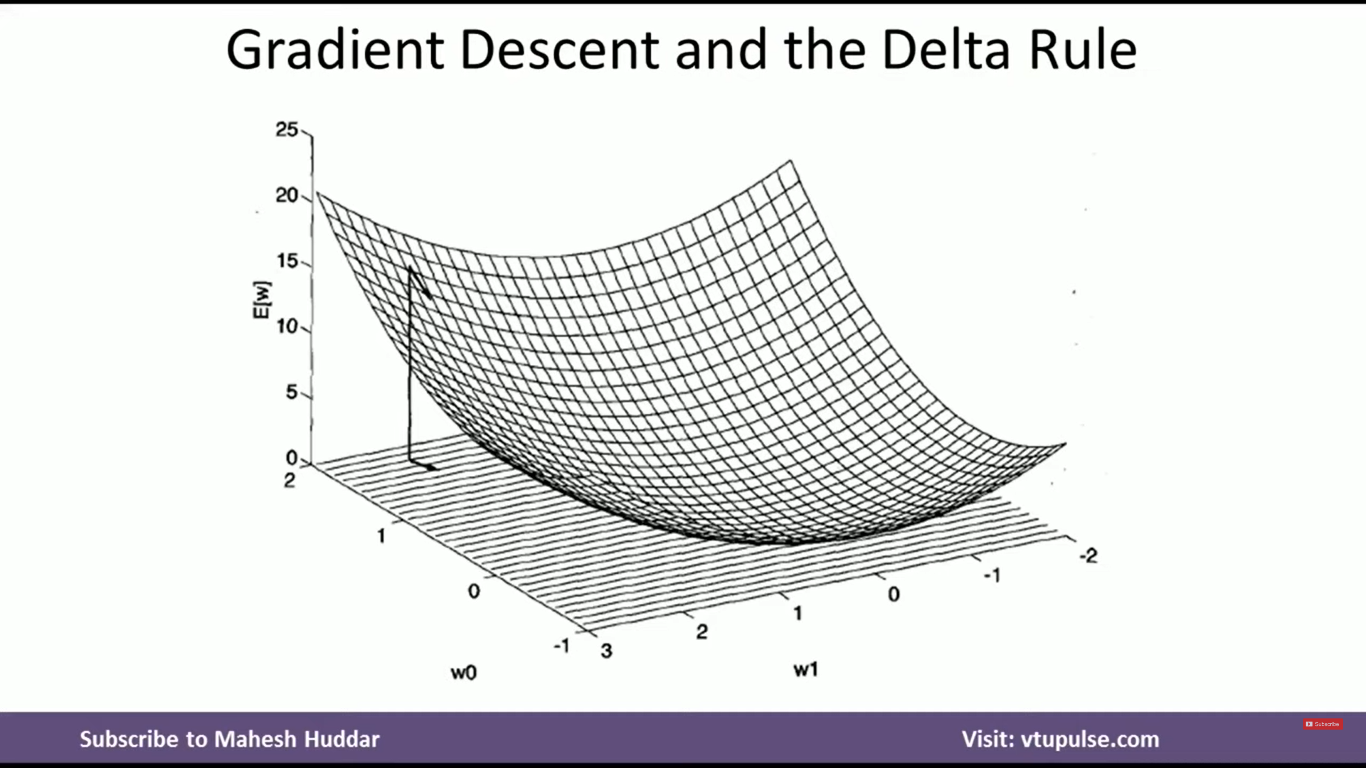 Gradient Descent and the Delta Rule
25
20
15
10
5
0
E[w]
2
1
0
-1
w0
3
2
1
0
-1
-2
w1
Subscribe
Subscribe to Mahesh Huddar
Visit: vtupulse.com